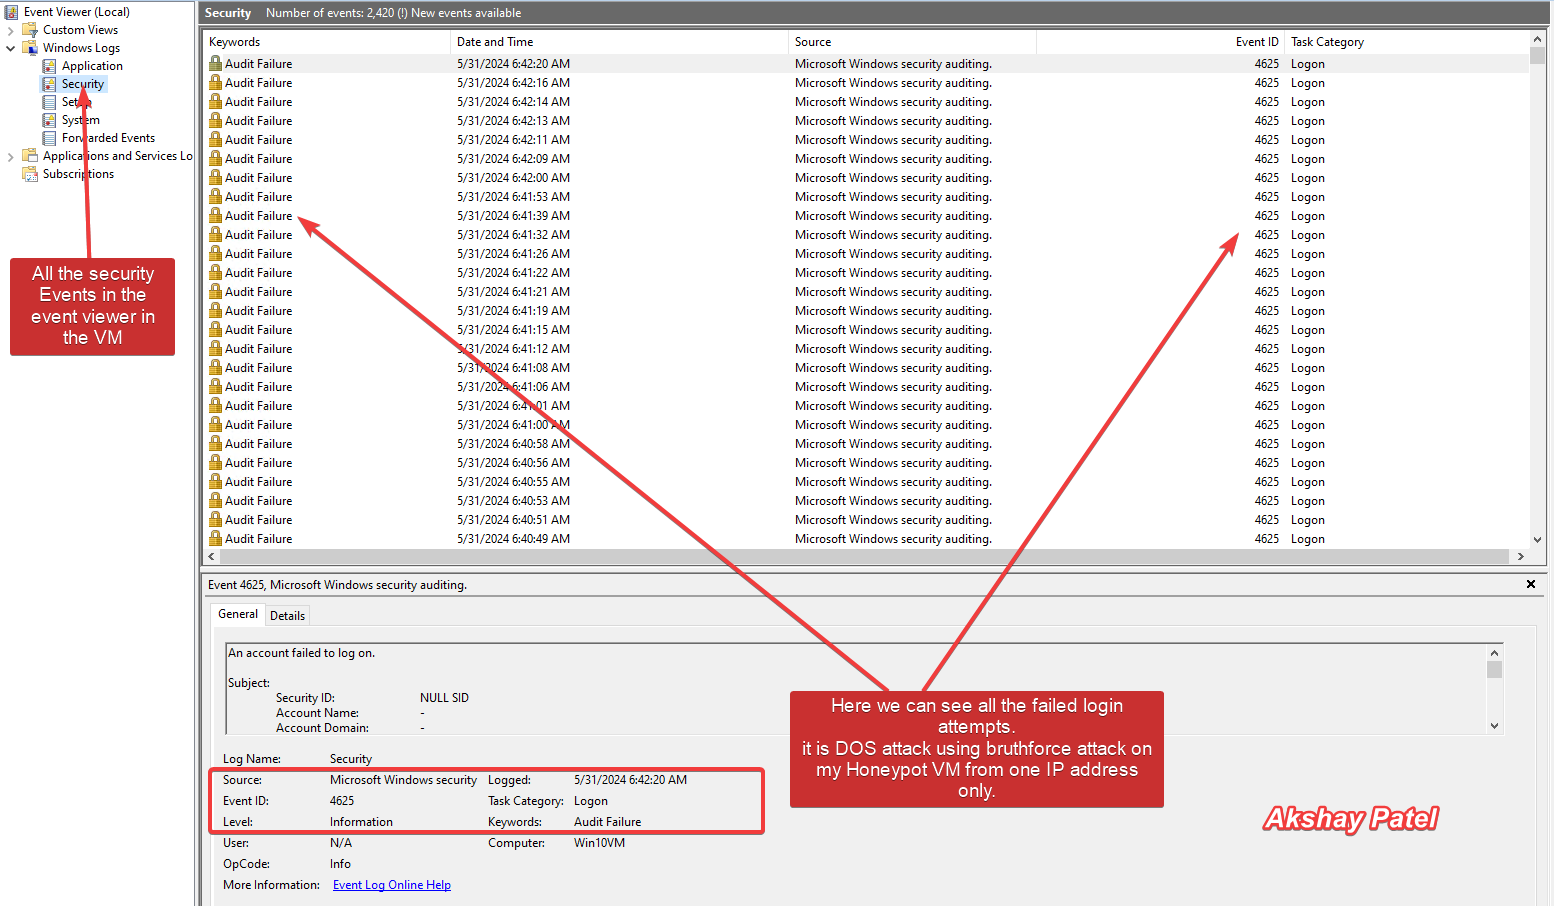 Event Viewer (Local)
Custom Views
Windows Logs
Application
Security
System
Forwarded Events
Applications and Services Lo
Subscriptions
All the security
Events in the
event viewer in
the VM
Security Number of events: 2,420 (!) New events available
Keywords Date and Time Source Event ID Task Category
Audit Failure 5/31/2024 6:42:20 AM Microsoft Windows security auditing. 4625 Logon
Audit Failure 5/31/2024 6:42:16 AM Microsoft Windows security auditing. 4625 Logon
Audit Failure 5/31/2024 6:42:14 AM Microsoft Windows security auditing. 4625 Logon
Audit Failure 5/31/2024 6:42:13 AM Microsoft Windows security auditing. 4625 Logon
Audit Failure 5/31/2024 6:42:11 AM Microsoft Windows security auditing. 4625 Logon
Audit Failure 5/31/2024 6:42:09 AM Microsoft Windows security auditing. 4625 Logon
Audit Failure 5/31/2024 6:42:00 AM Microsoft Windows security auditing. 4625 Logon
Audit Failure 5/31/2024 6:41:53 AM Microsoft Windows security auditing. 4625 Logon
Audit Failure 5/31/2024 6:41:39 AM Microsoft Windows security auditing. 4625 Logon
Audit Failure 5/31/2024 6:41:32 AM Microsoft Windows security auditing. 4625 Logon
Audit Failure 5/31/2024 6:41:26 AM Microsoft Windows security auditing. 4625 Logon
Audit Failure 5/31/2024 6:41:22 AM Microsoft Windows security auditing. 4625 Logon
Audit Failure 5/31/2024 6:41:21 AM Microsoft Windows security auditing. 4625 Logon
Audit Failure 5/31/2024 6:41:19 AM Microsoft Windows security auditing. 4625 Logon
Audit Failure 5/31/2024 6:41:15 AM Microsoft Windows security auditing. 4625 Logon
Audit Failure 5/31/2024 6:41:12 AM Microsoft Windows security auditing. 4625 Logon
Audit Failure 5/31/2024 6:41:08 AM Microsoft Windows security auditing. 4625 Logon
Audit Failure 5/31/2024 6:41:06 AM Microsoft Windows security auditing. 4625 Logon
Audit Failure 5/31/2024 6:41:01 AM Microsoft Windows security auditing. 4625 Logon
Audit Failure 5/31/2024 6:41:00 AM Microsoft Windows security auditing. 4625 Logon
Audit Failure 5/31/2024 6:40:58 AM Microsoft Windows security auditing. 4625 Logon
Audit Failure 5/31/2024 6:40:56 AM Microsoft Windows security auditing. 4625 Logon
Audit Failure 5/31/2024 6:40:55 AM Microsoft Windows security auditing. 4625 Logon
Audit Failure 5/31/2024 6:40:53 AM Microsoft Windows security auditing. 4625 Logon
Audit Failure 5/31/2024 6:40:51 AM Microsoft Windows security auditing. 4625 Logon
Audit Failure 5/31/2024 6:40:49 AM Microsoft Windows security auditing. 4625 Logon
Event 4625, Microsoft Windows security auditing.
General Details
An account failed to log on.
Subject:
Security ID: NULL SID
Account Name: -
Account Domain: -
Log Name: Security
Source: Microsoft Windows security Logged: 5/31/2024 6:42:20 AM
Event ID: 4625 Task Category: Logon
Level: Information Keywords: Audit Failure
User: N/A Computer: Win10VM
OpCode: Info
More Information: Event Log Online Help
Here we can see all the failed login
attempts.
it is DOS attack using bruthforce attack on
my Honeypot VM from one IP address
only.
Akshay Patel